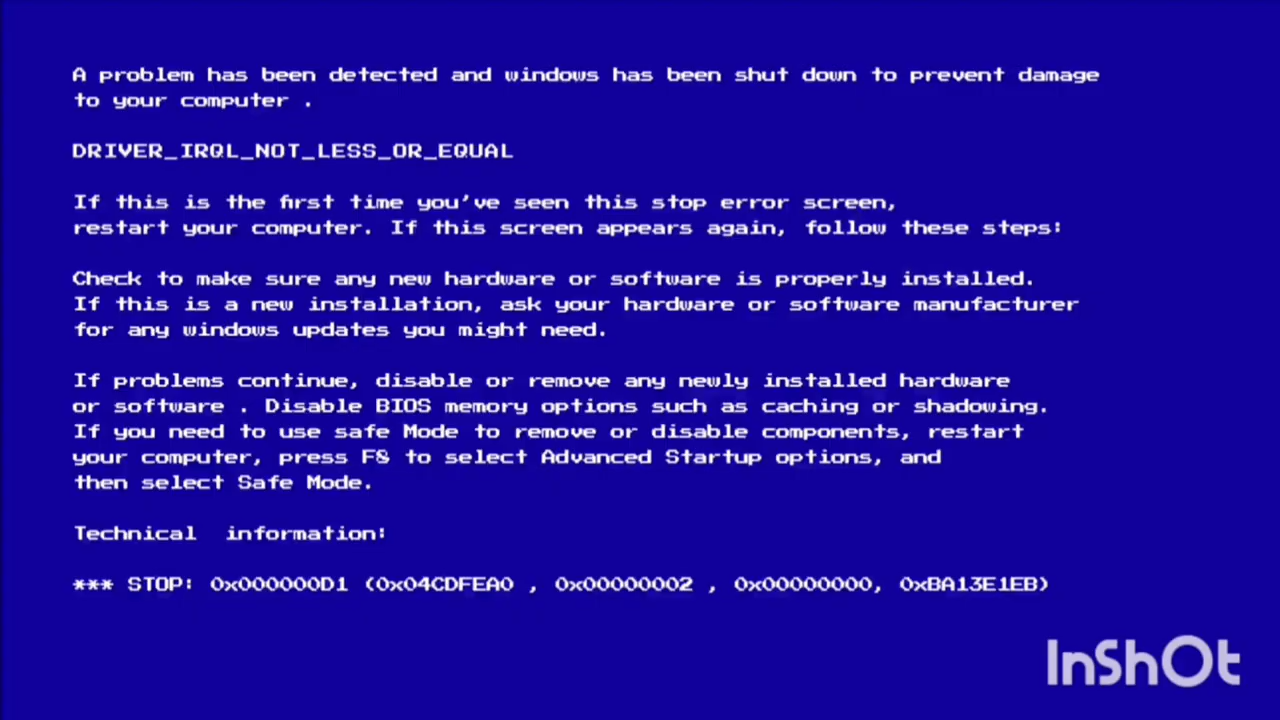 A problem has been detected and windows has been shut down to prevent damage
to your computer .
DRIVER_IRQL_NOT_LESS_OR_EQUAL
If this is the first time you've seen this stop error screen,
restart your computer. If this screen appears again, follow these steps:
Check to make sure any new hardware or software is properly installed.
If this is a new installation, ask your hardware or software manufacturer
for any windows updates you might need.
If problems continue, disable or remove any newly installed hardware
or software . Disable BIOS memory options such as caching or shadowing.
If you need to use safe Mode to remove or disable components, restart
your computer, press F& to select Advanced Startup options, and
then select Safe Mode.
Technical  information:
*** STOP: 0x000000D1 (0x04CDFEA0 , 0x00000002 , 0x00000000, 0xBA13E1EB)
InShOt